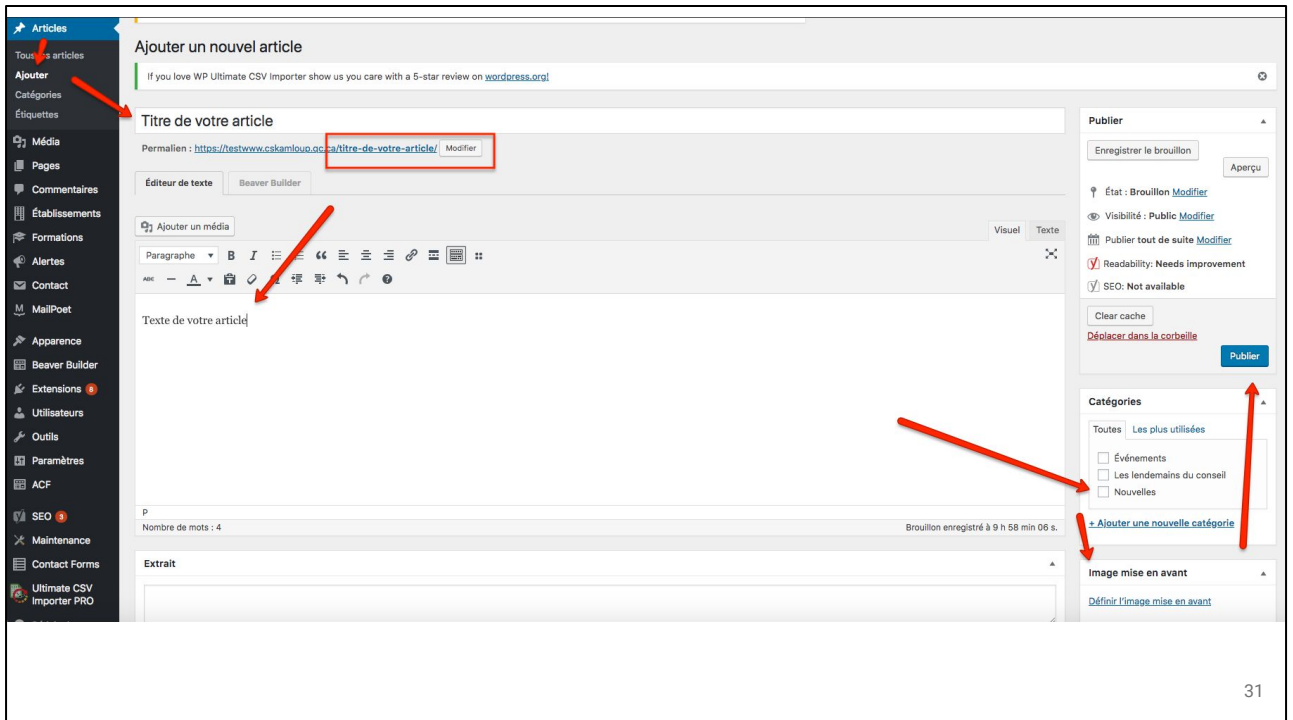 Articles
Tous les articles
Ajouter
Catégories
Étiquettes
Média
Pages
Commentaires
Établissements
Formations
Alertes
Contact
MailPoet
Apparence
Beaver Builder
Extensions 8
Utilisateurs
Outils
Paramètres
ACF
SEO 3
Maintenance
Contact Forms
Ultimate CSV
Importer PRO
Ajouter un nouvel article
If you love WP Ultimate CSV Importer show us you care with a 5-star review on wordpress.org!
Titre de votre article
Permalien : https://testwww.cskamloup.qc.ca/titre-de-votre-article/ Modifier
Éditeur de texte Beaver Builder
Ajouter un média
Visuel Texte
Paragraphe B I
ABC A
Texte de votre article
P
Nombre de mots : 4 Brouillon enregistré à 9 h 58 min 06 s.
Extrait
Publier
Enregistrer le brouillon
Aperçu
État : Brouillon Modifier
Visibilité : Public Modifier
Publier tout de suite Modifier
Readability: Needs improvement
SEO: Not available
Clear cache
Déplacer dans la corbeille
Publier
Catégories
Toutes Les plus utilisées
Événements
Les lendemains du conseil
Nouvelles
+ Ajouter une nouvelle catégorie
Image mise en avant
Définir l'image mise en avant
31